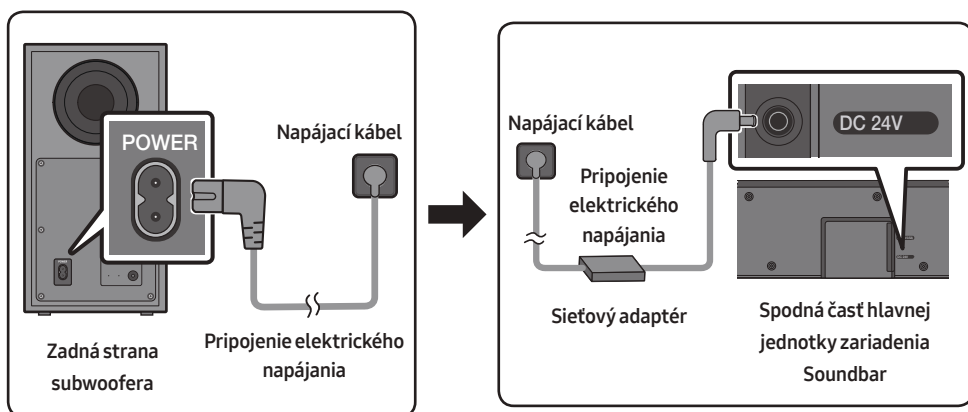 POWER
Napájací kábel
Pripojenie elektrického
napájania
Zadná strana
subwoofera
Napájací kábel
Pripojenie
elektrického
napájania
Sieťový adaptér
DC 24V
Spodná časť hlavnej
jednotky zariadenia
Soundbar